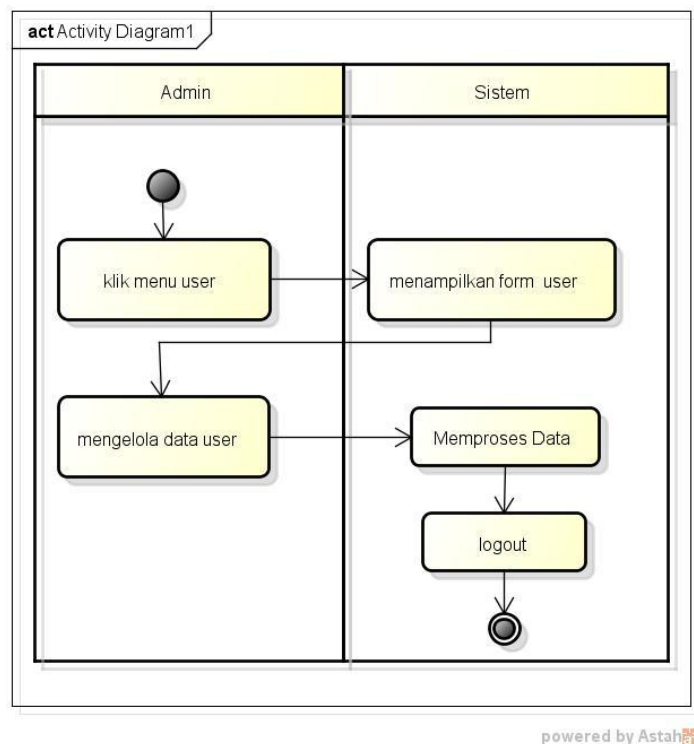 act Activity Diagram1
Admin
Sistem
klik menu user
menampilkan form user
mengelola data user
Memproses Data
logout
powered by Astah